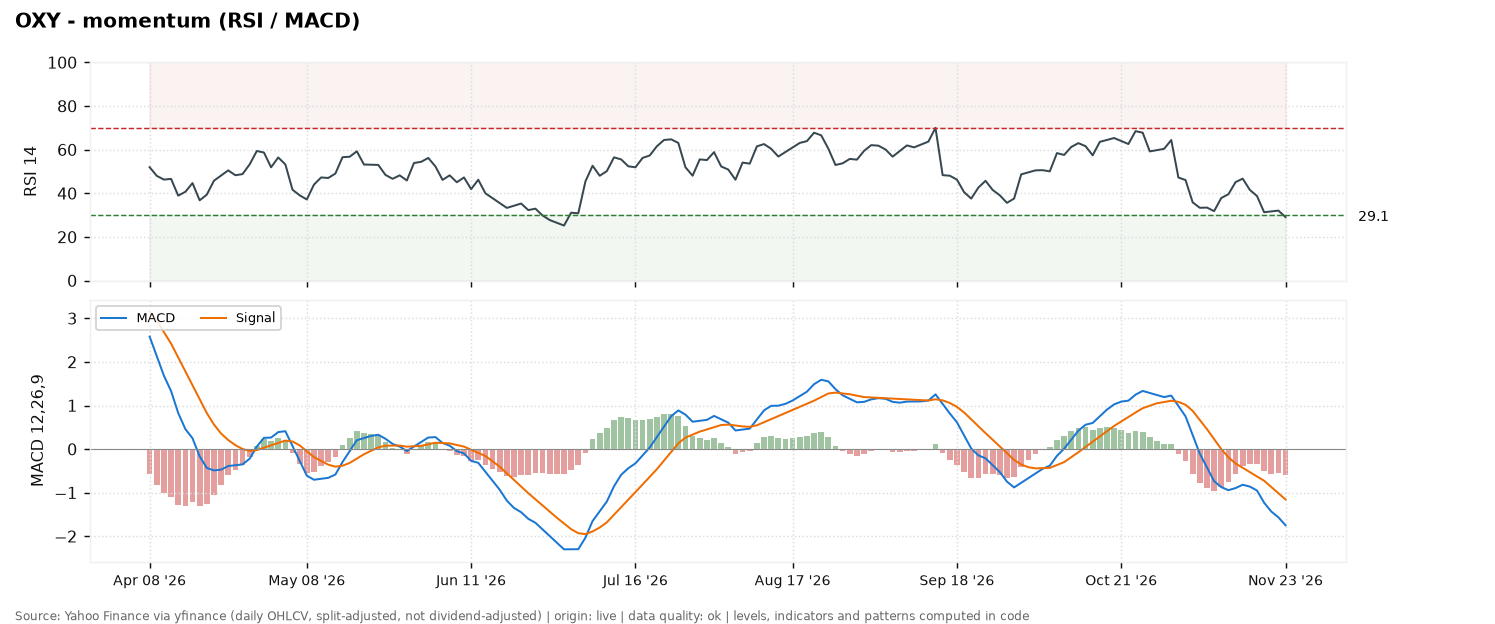 OXY - momentum (RSI / MACD)
100
80
60
40
20
0
RSI 14
29.1
MACD
Signal
3
2
1
0
−1
−2
MACD 12,26,9
Apr 08 '26
May 08 '26
Jun 11 '26
Jul 16 '26
Aug 17 '26
Sep 18 '26
Oct 21 '26
Nov 23 '26
Source: Yahoo Finance via yfinance (daily OHLCV, split-adjusted, not dividend-adjusted) | origin: live | data quality: ok | levels, indicators and patterns computed in code